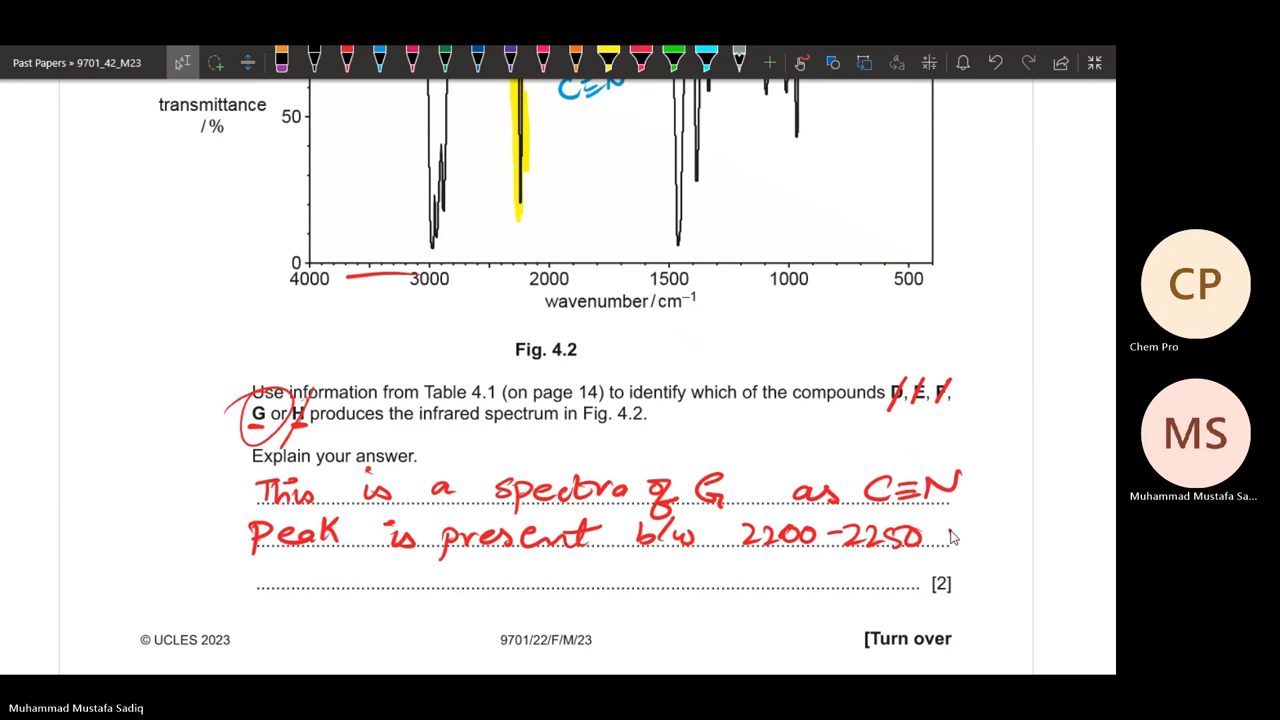 Past Papers » 9701_42_M23
C≡N
transmittance
/ %
50
0
4000 3000 2000 1500 1000 500
wavenumber / cm⁻¹
Fig. 4.2
Use information from Table 4.1 (on page 14) to identify which of the compounds D, E, F,
G or H produces the infrared spectrum in Fig. 4.2.
Explain your answer.
This is a spectra of G as C≡N
Peak is present b/w 2200-2250
[2]
© UCLES 2023 9701/22/F/M/23 [Turn over
CP
Chem Pro
MS
Muhammad Mustafa Sa...
Muhammad Mustafa Sadiq